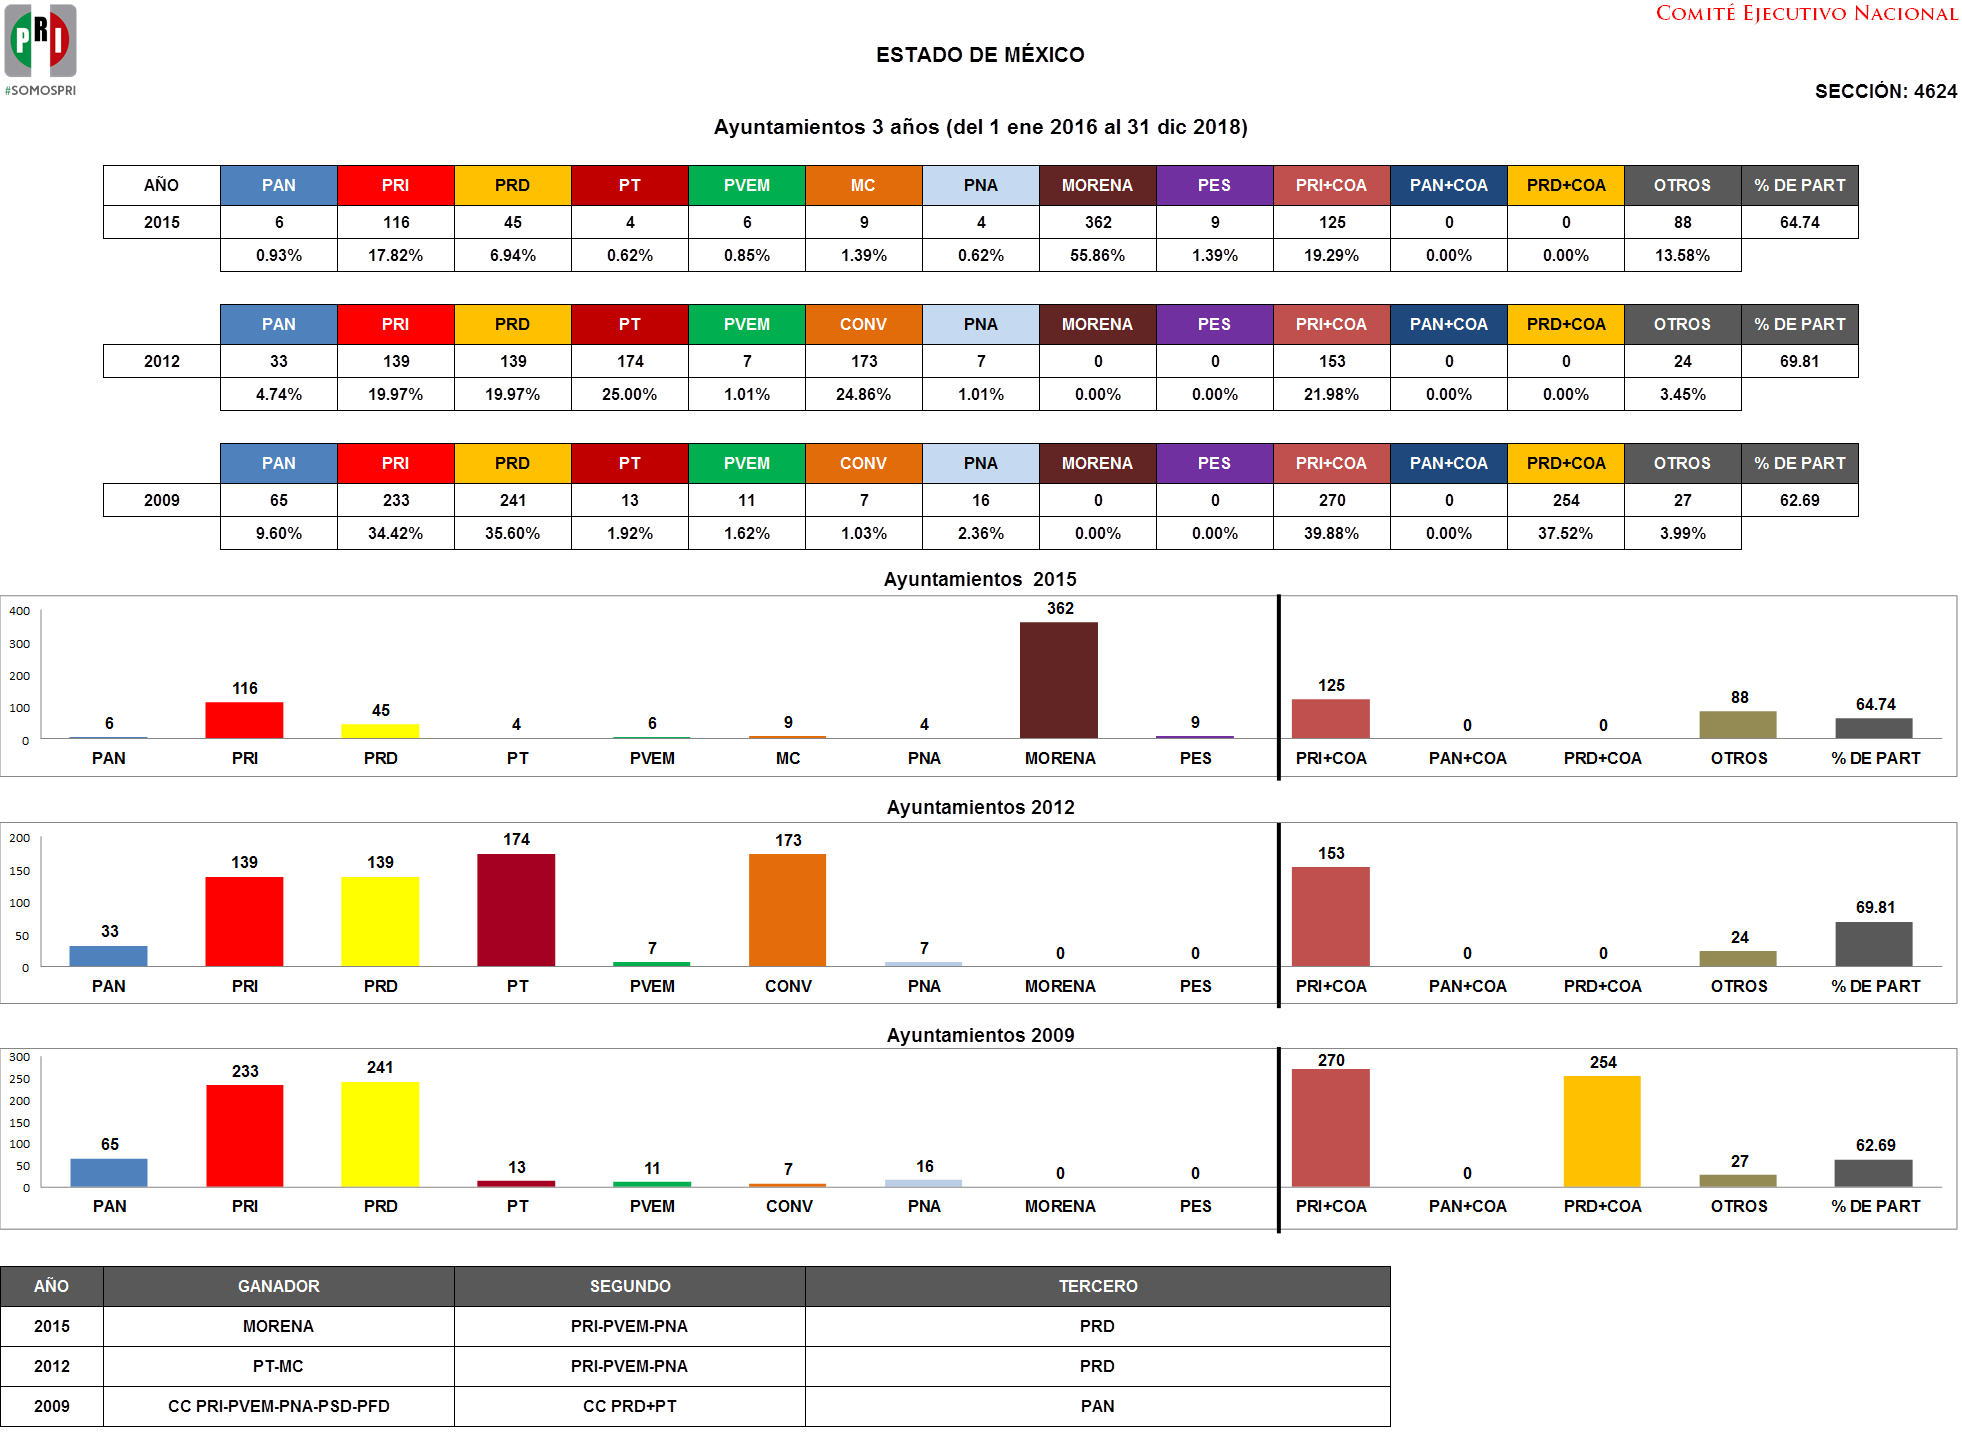 PRI
#SOMOSPRI
COMITÉ EJECUTIVO NACIONAL
ESTADO DE MÉXICO
SECCIÓN: 4624
Ayuntamientos 3 años (del 1 ene 2016 al 31 dic 2018)
AÑO PAN PRI PRD PT PVEM MC PNA MORENA PES PRI+COA PAN+COA PRD+COA OTROS % DE PART
2015 6 116 45 4 6 9 4 362 9 125 0 0 88 64.74
0.93% 17.82% 6.94% 0.62% 0.85% 1.39% 0.62% 55.86% 1.39% 19.29% 0.00% 0.00% 13.58%
PAN PRI PRD PT PVEM CONV PNA MORENA PES PRI+COA PAN+COA PRD+COA OTROS % DE PART
2012 33 139 139 174 7 173 7 0 0 153 0 0 24 69.81
4.74% 19.97% 19.97% 25.00% 1.01% 24.86% 1.01% 0.00% 0.00% 21.98% 0.00% 0.00% 3.45%
PAN PRI PRD PT PVEM CONV PNA MORENA PES PRI+COA PAN+COA PRD+COA OTROS % DE PART
2009 65 233 241 13 11 7 16 0 0 270 0 254 27 62.69
9.60% 34.42% 35.60% 1.92% 1.62% 1.03% 2.36% 0.00% 0.00% 39.88% 0.00% 37.52% 3.99%
Ayuntamientos 2015
400
300
200
100
0
6 116 45 4 6 9 4 362 9 125 0 0 88 64.74
PAN PRI PRD PT PVEM MC PNA MORENA PES PRI+COA PAN+COA PRD+COA OTROS % DE PART
Ayuntamientos 2012
200
150
100
50
0
33 139 139 174 7 173 7 0 0 153 0 0 24 69.81
PAN PRI PRD PT PVEM CONV PNA MORENA PES PRI+COA PAN+COA PRD+COA OTROS % DE PART
Ayuntamientos 2009
300
250
200
150
100
50
0
65 233 241 13 11 7 16 0 0 270 0 254 27 62.69
PAN PRI PRD PT PVEM CONV PNA MORENA PES PRI+COA PAN+COA PRD+COA OTROS % DE PART
AÑO GANADOR SEGUNDO TERCERO
2015 MORENA PRI-PVEM-PNA PRD
2012 PT-MC PRI-PVEM-PNA PRD
2009 CC PRI-PVEM-PNA-PSD-PFD CC PRD+PT PAN